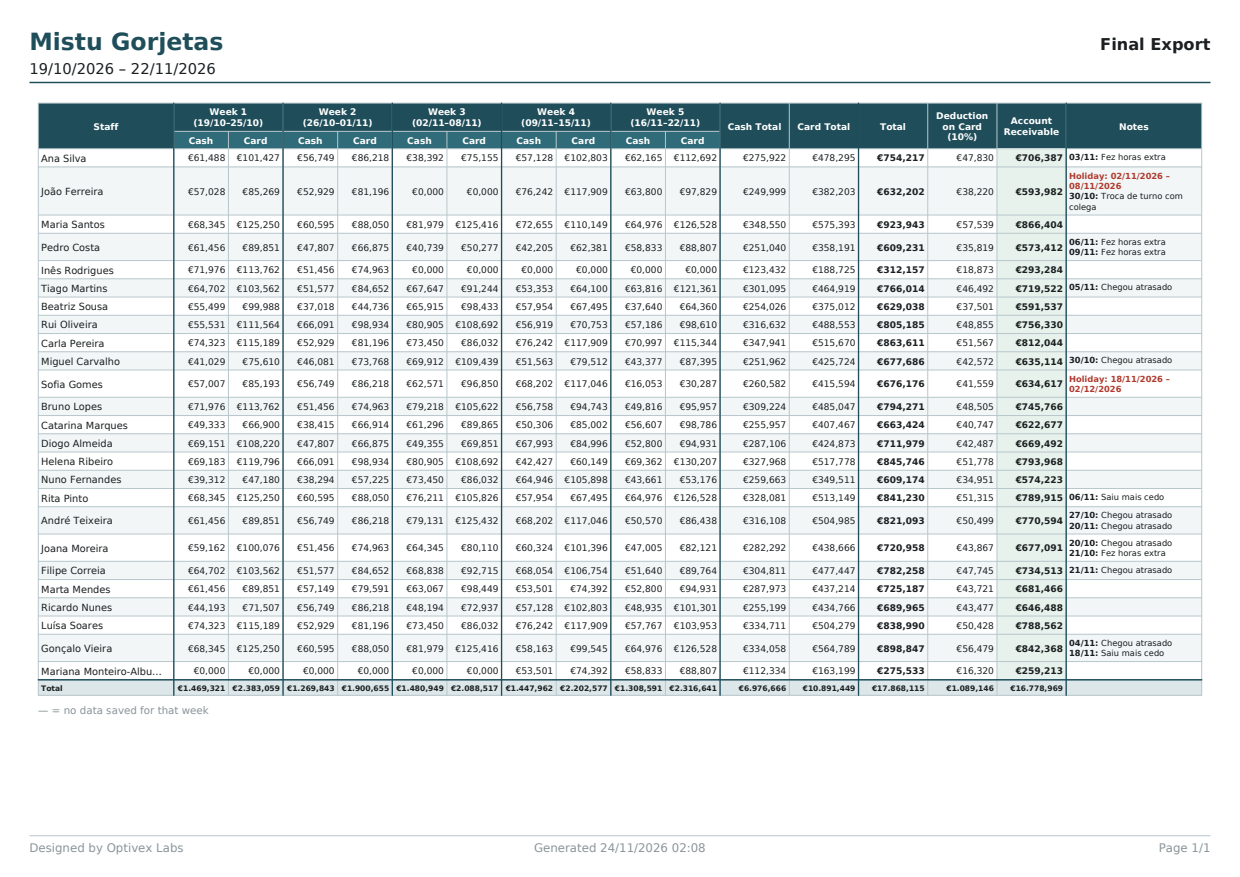 Mistu Gorjetas
Final Export
19/10/2026 – 22/11/2026
Staff Week 1 (19/10–25/10) Week 2 (26/10–01/11) Week 3 (02/11–08/11) Week 4 (09/11–15/11) Week 5 (16/11–22/11) Cash Total Card Total Total Deduction on Card (10%) Account Receivable Notes
Cash Card Cash Card Cash Card Cash Card Cash Card
Ana Silva €61,488 €101,427 €56,749 €86,218 €38,392 €75,155 €57,128 €102,803 €62,165 €112,692 €275,922 €478,295 €754,217 €47,830 €706,387 03/11: Fez horas extra
João Ferreira €57,028 €85,269 €52,929 €81,196 €0,000 €0,000 €76,242 €117,909 €63,800 €97,829 €249,999 €382,203 €632,202 €38,220 €593,982 Holiday: 02/11/2026 –
08/11/2026
30/10: Troca de turno com
colega
Maria Santos €68,345 €125,250 €60,595 €88,050 €81,979 €125,416 €72,655 €110,149 €64,976 €126,528 €348,550 €575,393 €923,943 €57,539 €866,404
Pedro Costa €61,456 €89,851 €47,807 €66,875 €40,739 €50,277 €42,205 €62,381 €58,833 €88,807 €251,040 €358,191 €609,231 €35,819 €573,412 06/11: Fez horas extra
09/11: Fez horas extra
Inês Rodrigues €71,976 €113,762 €51,456 €74,963 €0,000 €0,000 €0,000 €0,000 €0,000 €0,000 €123,432 €188,725 €312,157 €18,873 €293,284
Tiago Martins €64,702 €103,562 €51,577 €84,652 €67,647 €91,244 €53,353 €64,100 €63,816 €121,361 €301,095 €464,919 €766,014 €46,492 €719,522 05/11: Chegou atrasado
Beatriz Sousa €55,499 €99,988 €37,018 €44,736 €65,915 €98,433 €57,954 €67,495 €37,640 €64,360 €254,026 €375,012 €629,038 €37,501 €591,537
Rui Oliveira €55,531 €111,564 €66,091 €98,934 €80,905 €108,692 €56,919 €70,753 €57,186 €98,610 €316,632 €488,553 €805,185 €48,855 €756,330
Carla Pereira €74,323 €115,189 €52,929 €81,196 €73,450 €86,032 €76,242 €117,909 €70,997 €115,344 €347,941 €515,670 €863,611 €51,567 €812,044
Miguel Carvalho €41,029 €75,610 €46,081 €73,768 €69,912 €109,439 €51,563 €79,512 €43,377 €87,395 €251,962 €425,724 €677,686 €42,572 €635,114 30/10: Chegou atrasado
Sofia Gomes €57,007 €85,193 €56,749 €86,218 €62,571 €96,850 €68,202 €117,046 €16,053 €30,287 €260,582 €415,594 €676,176 €41,559 €634,617 Holiday: 18/11/2026 –
02/12/2026
Bruno Lopes €71,976 €113,762 €51,456 €74,963 €79,218 €105,622 €56,758 €94,743 €49,816 €95,957 €309,224 €485,047 €794,271 €48,505 €745,766
Catarina Marques €49,333 €66,900 €38,415 €66,914 €61,296 €89,865 €50,306 €85,002 €56,607 €98,786 €255,957 €407,467 €663,424 €40,747 €622,677
Diogo Almeida €69,151 €108,220 €47,807 €66,875 €49,355 €69,851 €67,993 €84,996 €52,800 €94,931 €287,106 €424,873 €711,979 €42,487 €669,492
Helena Ribeiro €69,183 €119,796 €66,091 €98,934 €80,905 €108,692 €42,427 €60,149 €69,362 €130,207 €327,968 €517,778 €845,746 €51,778 €793,968
Nuno Fernandes €39,312 €47,180 €38,294 €57,225 €73,450 €86,032 €64,946 €105,898 €43,661 €53,176 €259,663 €349,511 €609,174 €34,951 €574,223
Rita Pinto €68,345 €125,250 €60,595 €88,050 €76,211 €105,826 €57,954 €67,495 €64,976 €126,528 €328,081 €513,149 €841,230 €51,315 €789,915 06/11: Saiu mais cedo
André Teixeira €61,456 €89,851 €56,749 €86,218 €79,131 €125,432 €68,202 €117,046 €50,570 €86,438 €316,108 €504,985 €821,093 €50,499 €770,594 27/10: Chegou atrasado
20/11: Chegou atrasado
Joana Moreira €59,162 €100,076 €51,456 €74,963 €64,345 €80,110 €60,324 €101,396 €47,005 €82,121 €282,292 €438,666 €720,958 €43,867 €677,091 20/10: Chegou atrasado
21/10: Fez horas extra
Filipe Correia €64,702 €103,562 €51,577 €84,652 €68,838 €92,715 €68,054 €106,754 €51,640 €89,764 €304,811 €477,447 €782,258 €47,745 €734,513 21/11: Chegou atrasado
Marta Mendes €61,456 €89,851 €57,149 €79,591 €63,067 €98,449 €53,501 €74,392 €52,800 €94,931 €287,973 €437,214 €725,187 €43,721 €681,466
Ricardo Nunes €44,193 €71,507 €56,749 €86,218 €48,194 €72,937 €57,128 €102,803 €48,935 €101,301 €255,199 €434,766 €689,965 €43,477 €646,488
Luísa Soares €74,323 €115,189 €52,929 €81,196 €73,450 €86,032 €76,242 €117,909 €57,767 €103,953 €334,711 €504,279 €838,990 €50,428 €788,562
Gonçalo Vieira €68,345 €125,250 €60,595 €88,050 €81,979 €125,416 €58,163 €99,545 €64,976 €126,528 €334,058 €564,789 €898,847 €56,479 €842,368 04/11: Chegou atrasado
18/11: Saiu mais cedo
Mariana Monteiro-Albu... €0,000 €0,000 €0,000 €0,000 €0,000 €0,000 €53,501 €74,392 €58,833 €88,807 €112,334 €163,199 €275,533 €16,320 €259,213
Total €1.469,321 €2.383,059 €1.269,843 €1.900,655 €1.480,949 €2.088,517 €1.447,962 €2.202,577 €1.308,591 €2.316,641 €6.976,666 €10.891,449 €17.868,115 €1.089,146 €16.778,969
— = no data saved for that week
Designed by Optivex Labs
Generated 24/11/2026 02:08
Page 1/1